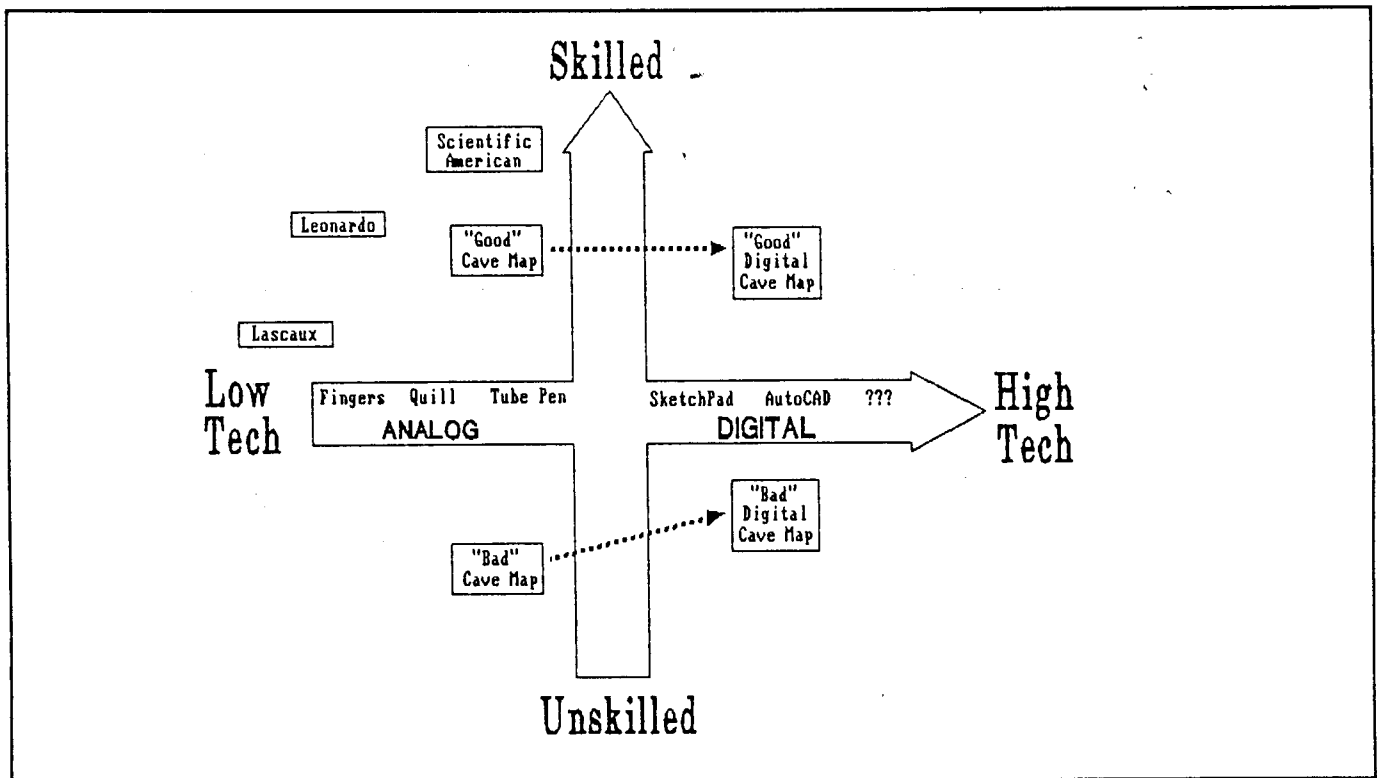 Skilled
Scientific
American
Leonardo
"Good"
Cave Map
"Good"
Digital
Cave Map
Lascaux
Low
Tech
Fingers Quill Tube Pen
ANALOG
SketchPad AutoCAD ???
DIGITAL
High
Tech
"Bad"
Cave Map
"Bad"
Digital
Cave Map
Unskilled